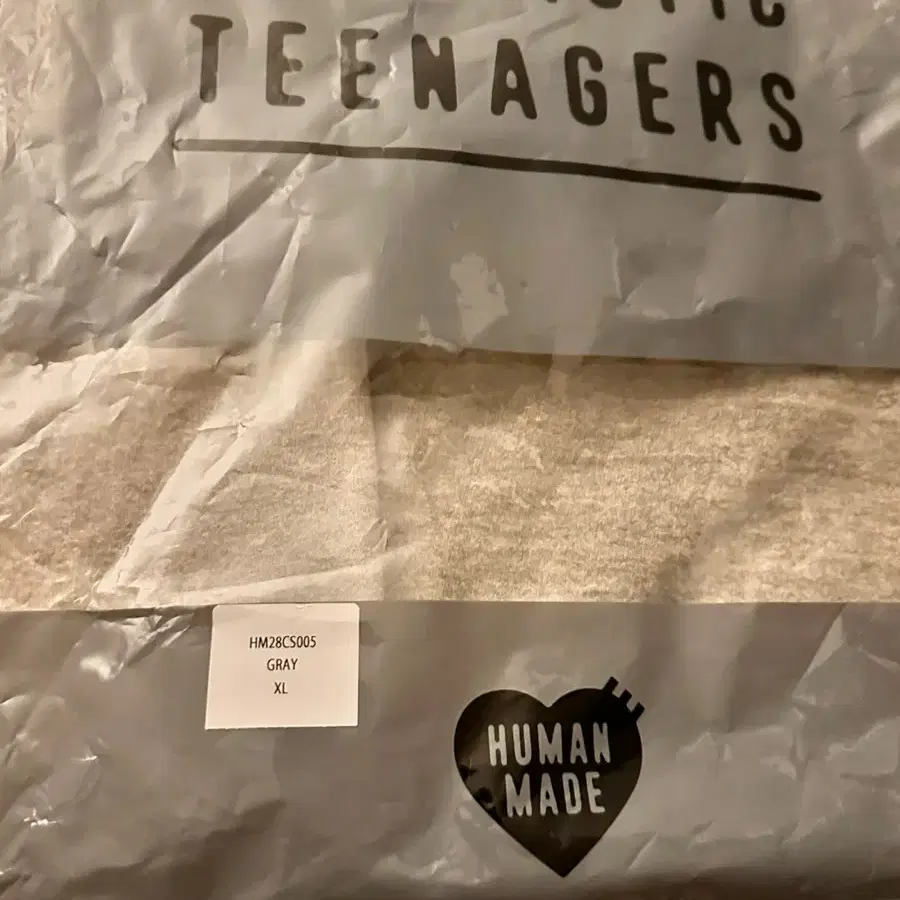 TEENAGERS
HM28CS005
GRAY
XL
HUMAN
MADE